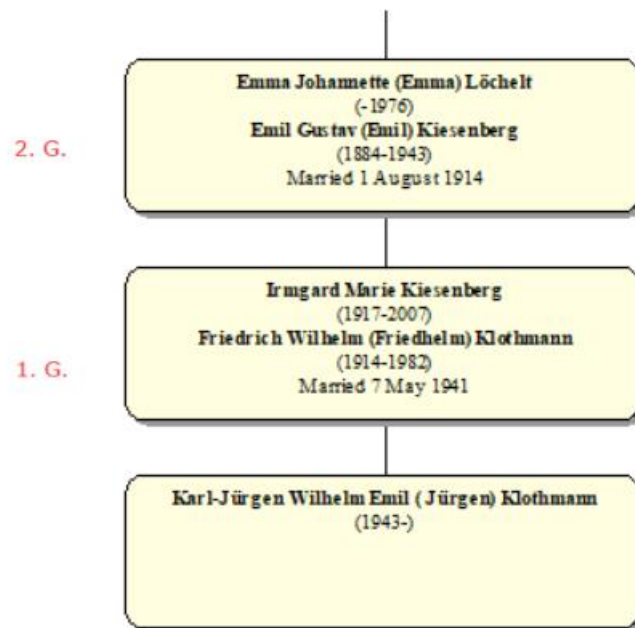 Emma Johannette (Emma) Löchelt
(-1976)
2. G.
Emil Gustav (Emil) Kiesenberg
(1884-1943)
Married 1 August 1914
Irmgard Marie Kiesenberg
(1917-2007)
Friedrich Wilhelm (Friedhelm) Klothmann
1. G.
(1914-1982)
Married 7 May 1941
Karl-Jürgen Wilhelm Emil ( Jürgen) Klothmann
(1943-)